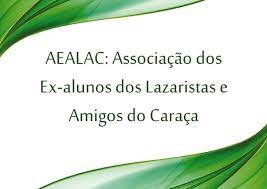 AEALAC: Associação dos
Ex-alunos dos Lazaristas e
Amigos do Caraça